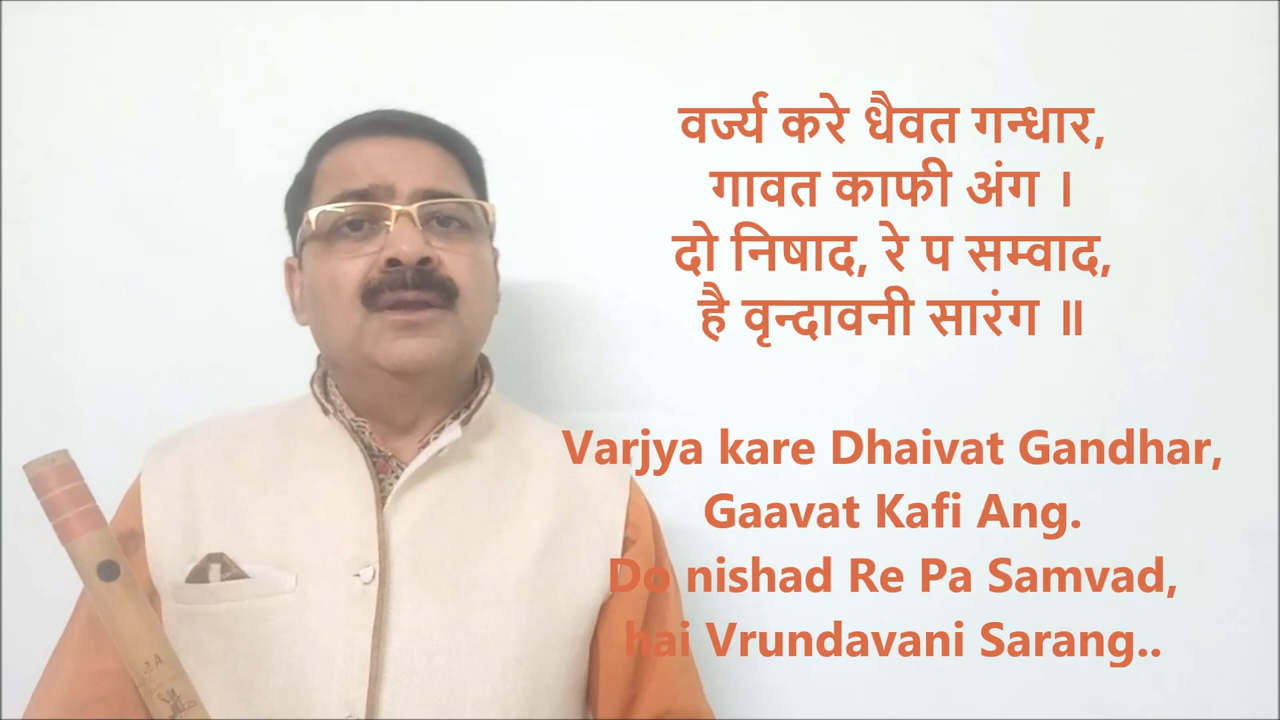 वर्ज्य करे धैवत गन्धार,
गावत काफी अंग ।
दो निषाद, रे प सम्वाद,
है वृन्दावनी सारंग ॥
Varjya kare Dhaivat Gandhar,
Gaavat Kafi Ang.
Do nishad Re Pa Samvad,
hai Vrundavani Sarang..